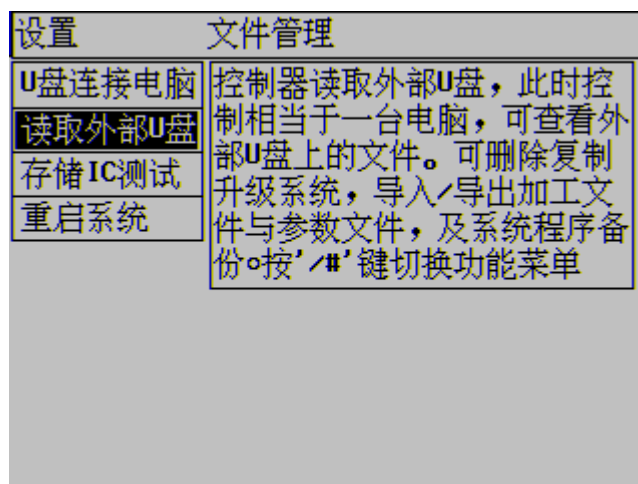 设置
文件管理
U盘连接电脑
读取外部U盘
存储IC测试
重启系统
控制器读取外部U盘，此时控
制相当于一台电脑，可查看外
部U盘上的文件。可删除复制
升级系统，导入/导出加工文
件与参数文件，及系统程序备
份。按'/#'键切换功能菜单